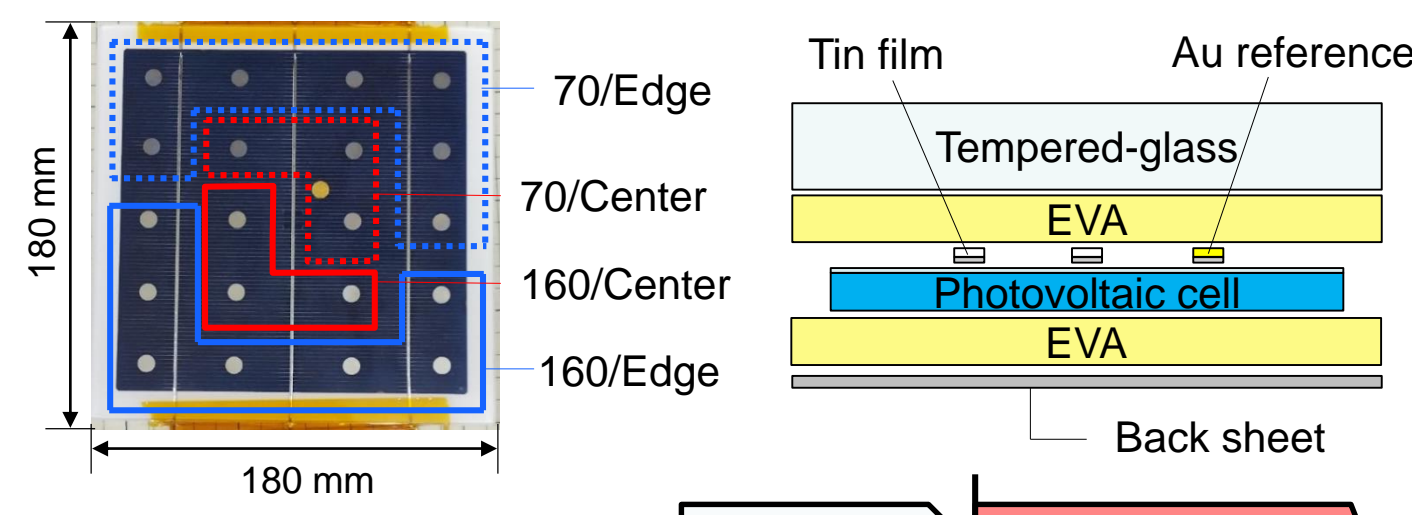 180 mm
180 mm
70/Edge
70/Center
160/Center
160/Edge
Tin film
Au reference
Tempered-glass
EVA
Photovoltaic cell
EVA
Back sheet